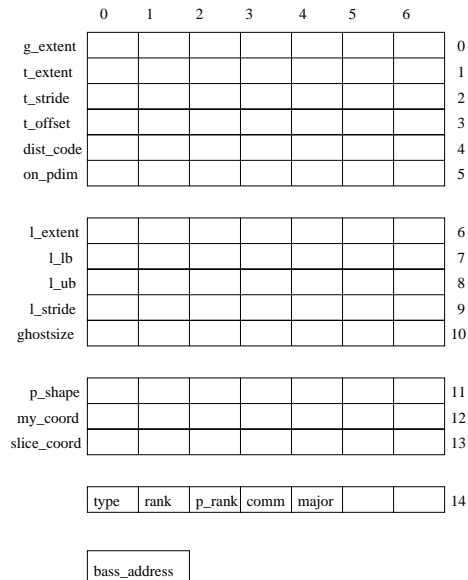 0 1 2 3 4 5 6
g_extent 0
t_extent 1
t_stride 2
t_offset 3
dist_code 4
on_pdim 5
l_extent 6
l_lb 7
l_ub 8
l_stride 9
ghostsize 10
p_shape 11
my_coord 12
slice_coord 13
type rank p_rank comm major 14
bass_address